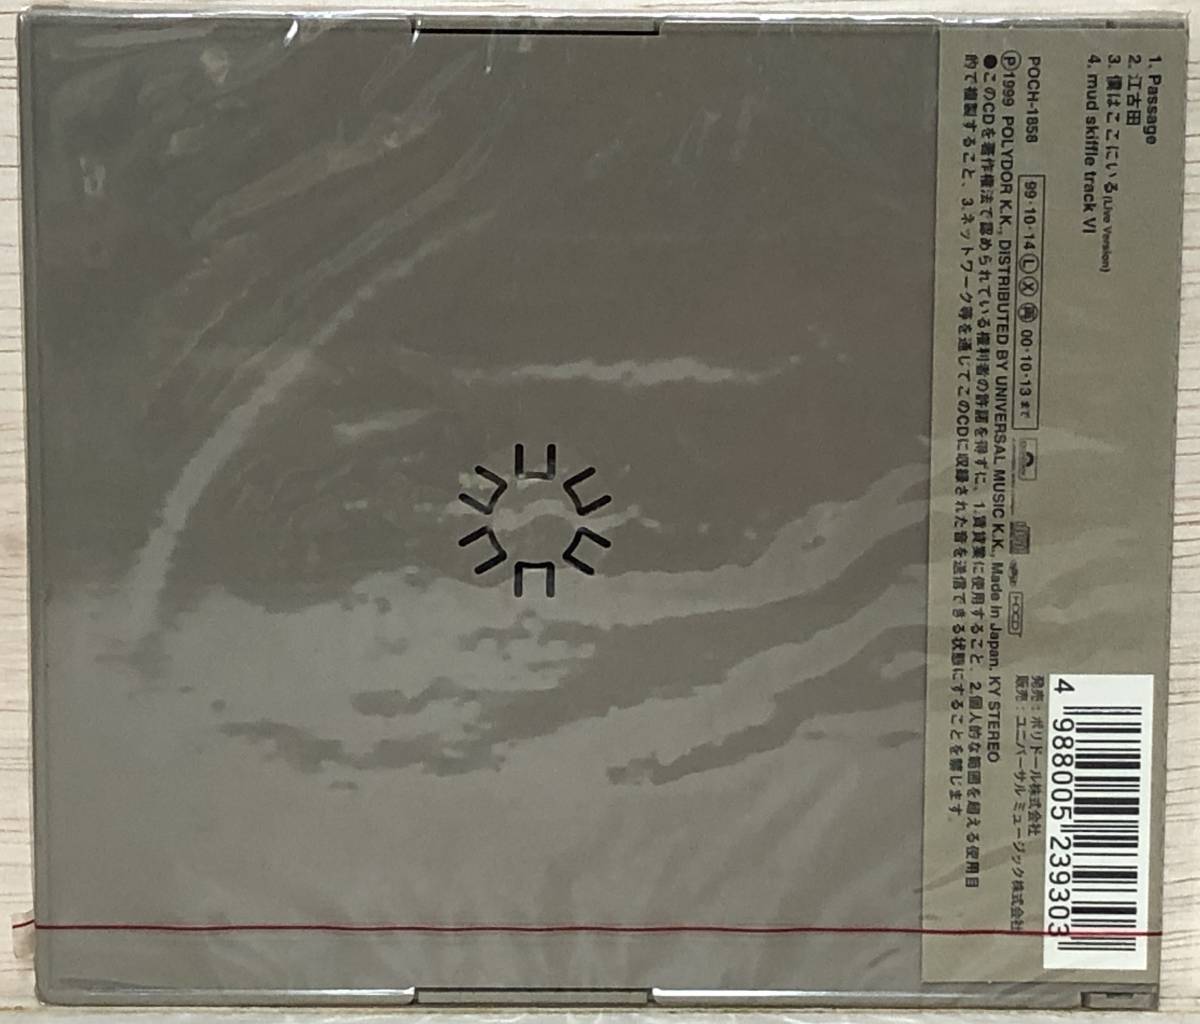 1. Passage
2. 江古田
3. 僕はここにいる(Live Version)
4. mud skiffle track VI
POCH-1858 99・10・14 Ⓛ Ⓧ 00・10・13まで
Ⓟ1999 POLYDOR K.K., DISTRIBUTED BY UNIVERSAL MUSIC K.K., Made in Japan. KY STEREO
●このCDを著作権法で認められている権利者の許諾を得ずに、1.賃貸業に使用すること、2.個人的な範囲を超える使用目
的で複製すること、3.ネットワーク等を通じてこのCDに収録された音を送信できる状態にすることを禁じます。
発売:ポリドール株式会社
販売:ユニバーサル ミュージック株式会社
4 988005 239303